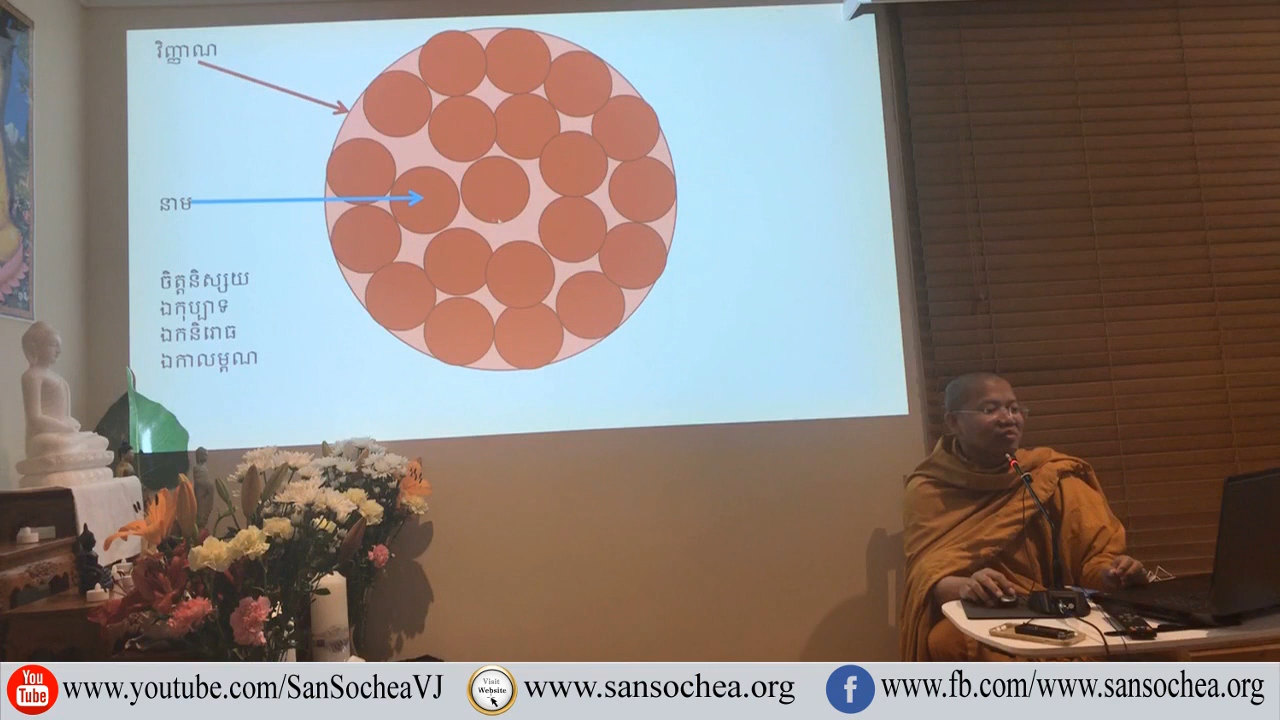 វិញ្ញាណ
នាម
ចិត្តនិស្សយ
ឯកុប្បាទ
ឯកនិរោធ
ឯកាលម្ពណ
You
Tube
www.youtube.com/SanSocheaVJ
Visit
Website
www.sansochea.org
f
www.fb.com/www.sansochea.org